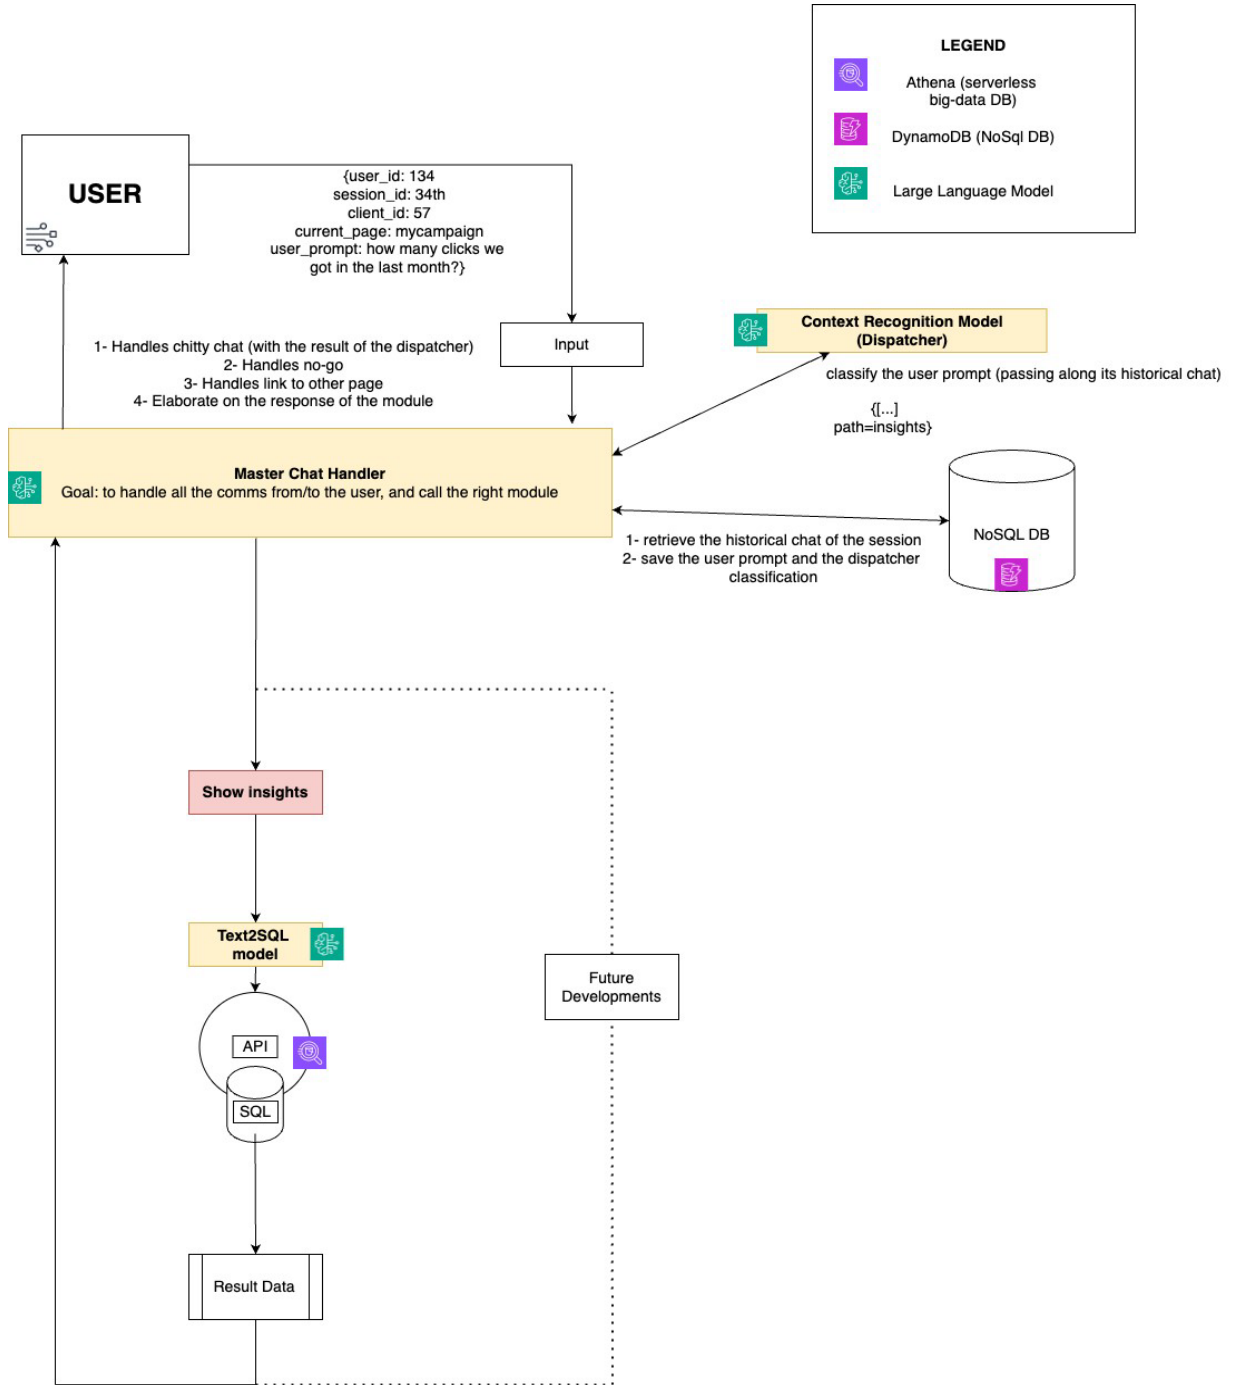 LEGEND
Athena (serverless
big-data DB)
DynamoDB (NoSql DB)
Large Language Model
USER
{user_id: 134
session_id: 34th
client_id: 57
current_page: mycampaign
user_prompt: how many clicks we
got in the last month?}
Input
Context Recognition Model
(Dispatcher)
classify the user prompt (passing along its historical chat)
{[...]
path=insights}
1- Handles chitty chat (with the result of the dispatcher)
2- Handles no-go
3- Handles link to other page
4- Elaborate on the response of the module
Master Chat Handler
Goal: to handle all the comms from/to the user, and call the right module
NoSQL DB
1- retrieve the historical chat of the session
2- save the user prompt and the dispatcher
classification
Show insights
Text2SQL
model
Future
Developments
API
SQL
Result Data